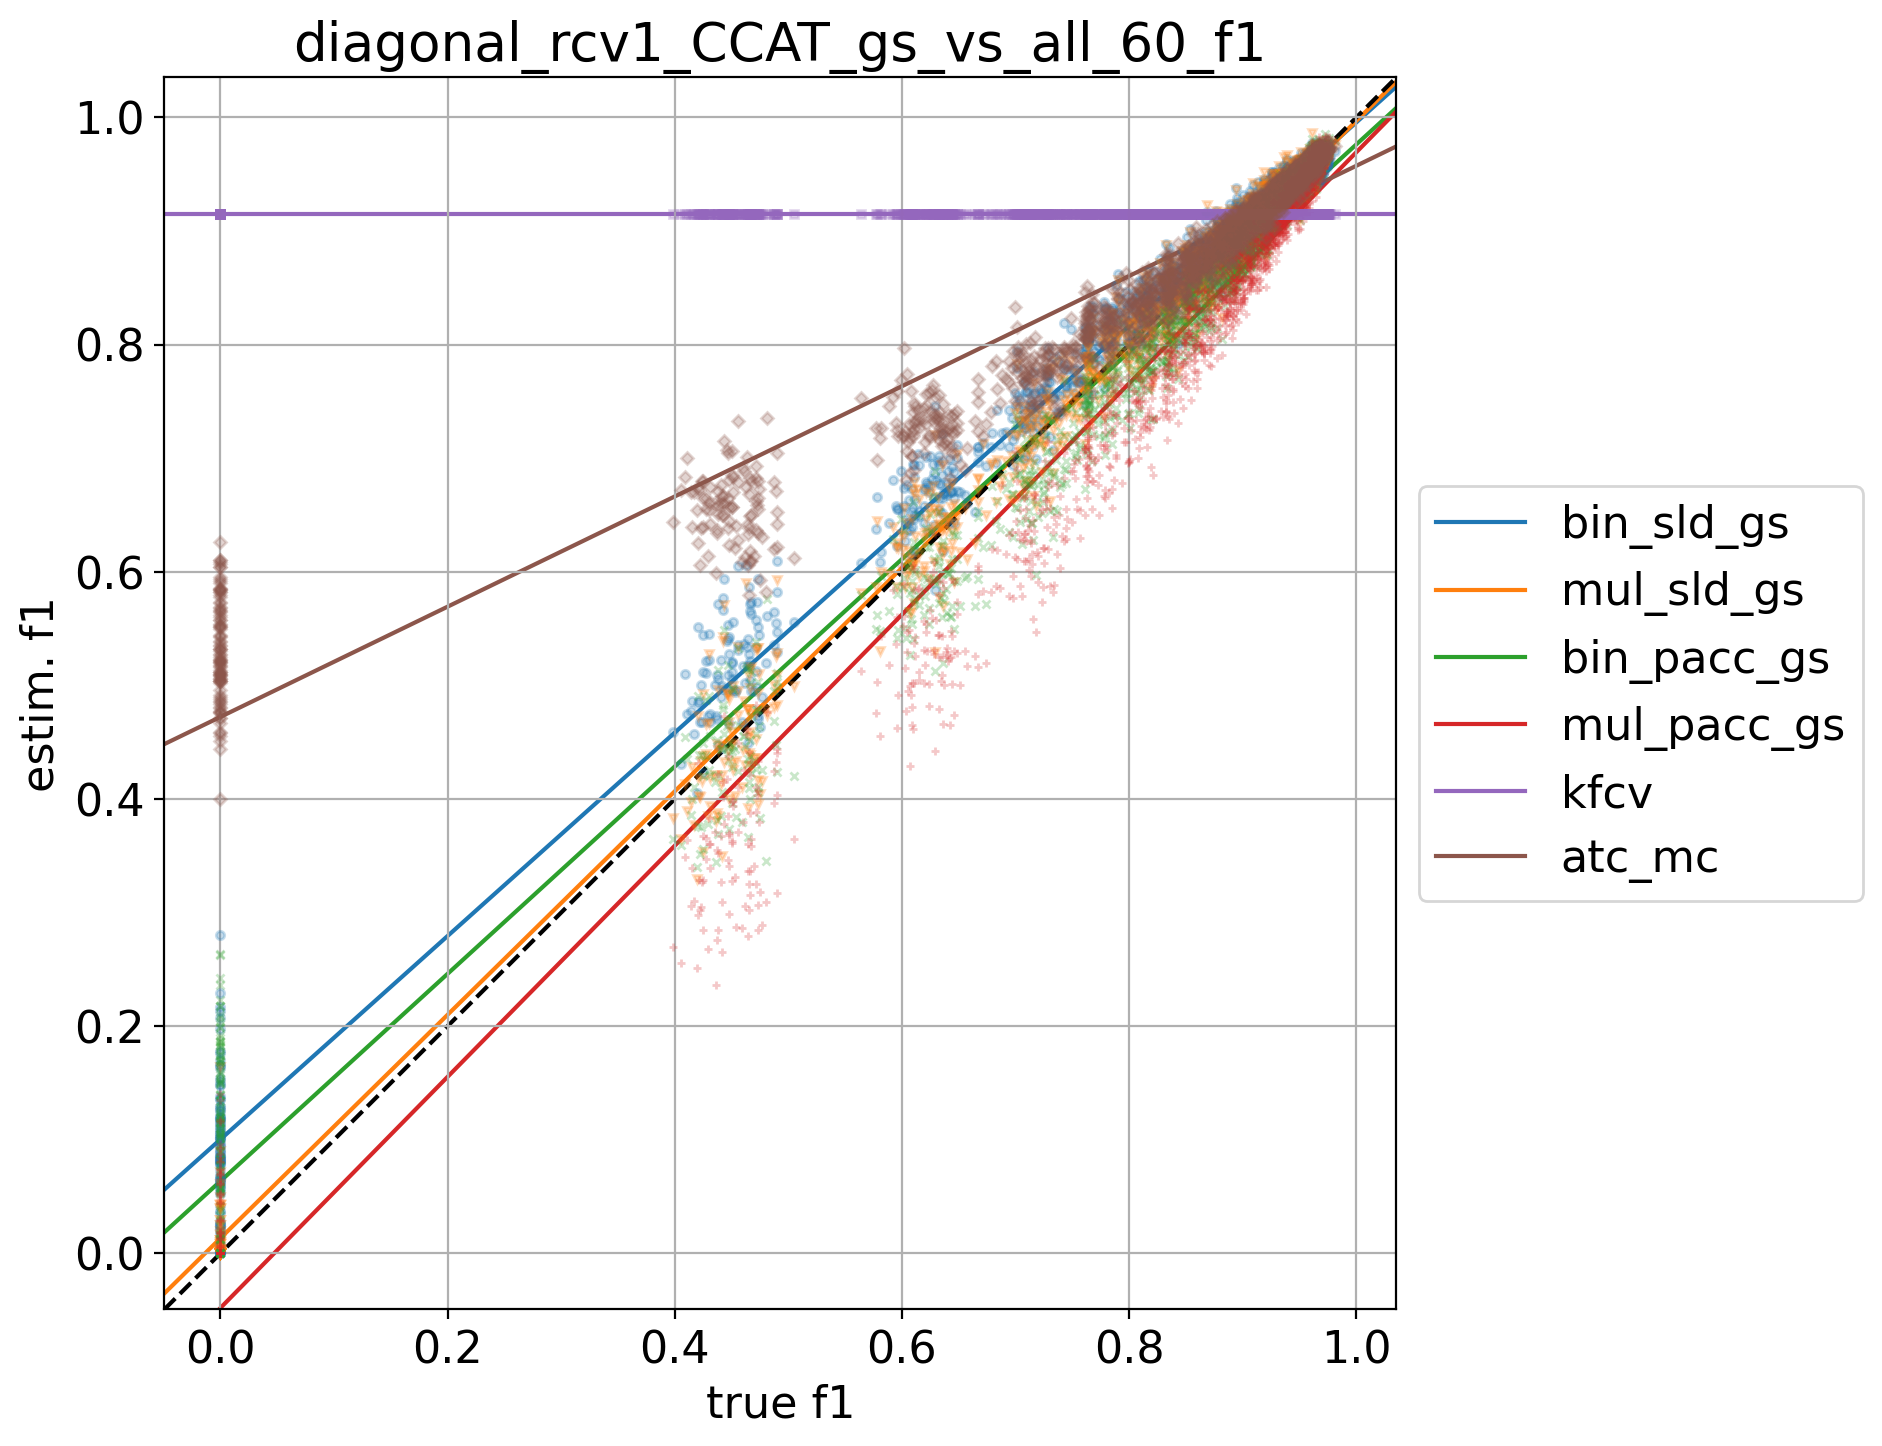 diagonal_rcv1_CCAT_gs_vs_all_60_f1
1.0
0.8
0.6
0.4
0.2
0.0
estim. f1
0.0 0.2 0.4 0.6 0.8 1.0
true f1
bin_sld_gs
mul_sld_gs
bin_pacc_gs
mul_pacc_gs
kfcv
atc_mc